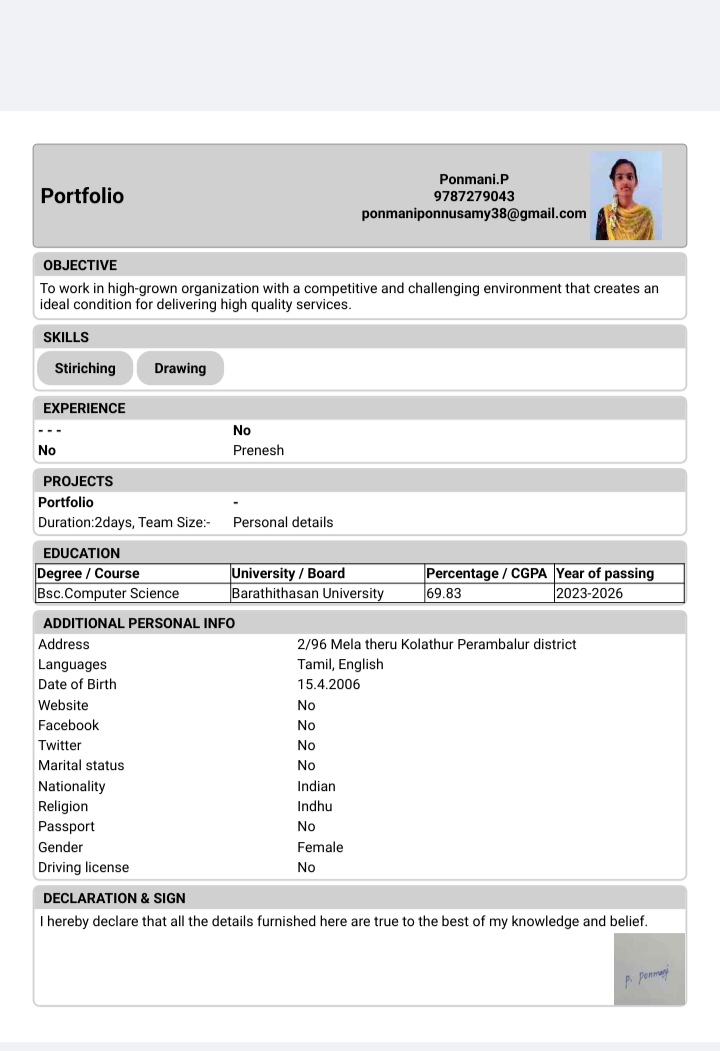 Portfolio
Ponmani.P
9787279043
ponmaniponnusamy38@gmail.com
OBJECTIVE
To work in high-grown organization with a competitive and challenging environment that creates an
ideal condition for delivering high quality services.
SKILLS
Stiriching Drawing
EXPERIENCE
- - - No
No Prenesh
PROJECTS
Portfolio -
Duration:2days, Team Size:- Personal details
EDUCATION
Degree / Course University / Board Percentage / CGPA Year of passing
Bsc.Computer Science Barathithasan University 69.83 2023-2026
ADDITIONAL PERSONAL INFO
Address 2/96 Mela theru Kolathur Perambalur district
Languages Tamil, English
Date of Birth 15.4.2006
Website No
Facebook No
Twitter No
Marital status No
Nationality Indian
Religion Indhu
Passport No
Gender Female
Driving license No
DECLARATION & SIGN
I hereby declare that all the details furnished here are true to the best of my knowledge and belief.
P. Ponmani